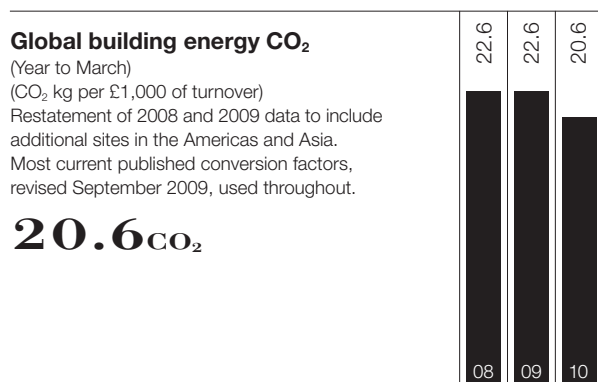 Global building energy CO₂
(Year to March)
(CO₂ kg per £1,000 of turnover)
Restatement of 2008 and 2009 data to include
additional sites in the Americas and Asia.
Most current published conversion factors,
revised September 2009, used throughout.
20.6CO₂
22.6 22.6 20.6
08 09 10